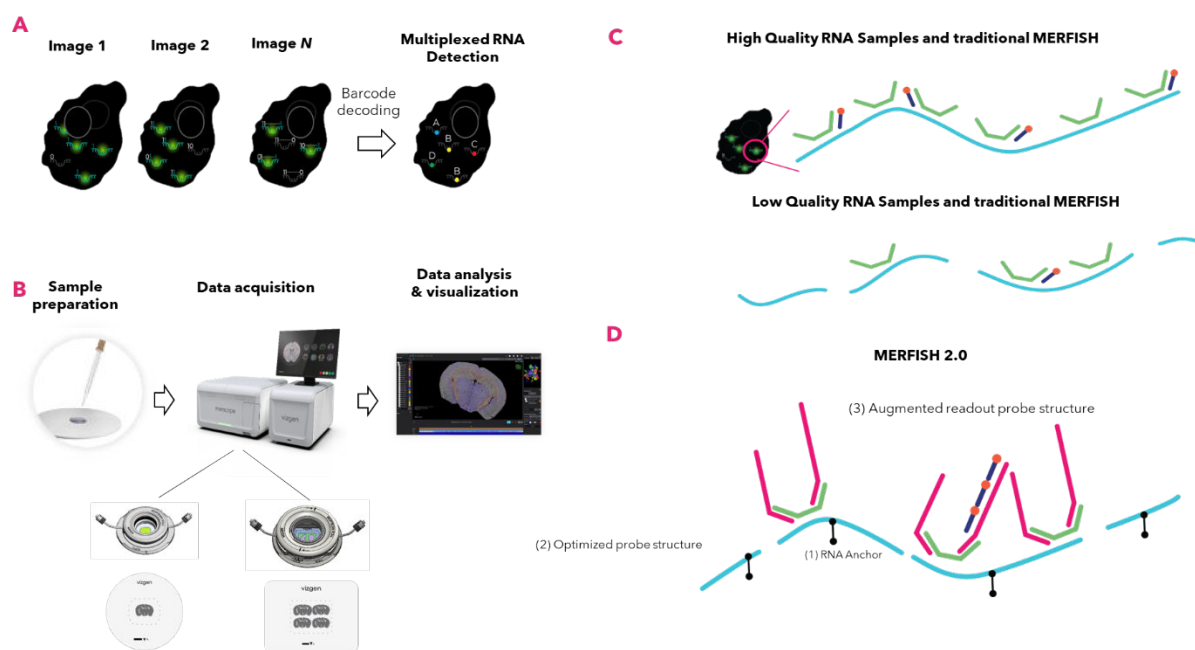 A
Image 1
Image 2
Image N
Multiplexed RNA
Detection
Barcode
decoding
A
B
C
D
B
B
Sample
preparation
Data acquisition
Data analysis
& visualization
vizgen
vizgen
vizgen
C
High Quality RNA Samples and traditional MERFISH
Low Quality RNA Samples and traditional MERFISH
D
MERFISH 2.0
(3) Augmented readout probe structure
(2) Optimized probe structure
(1) RNA Anchor